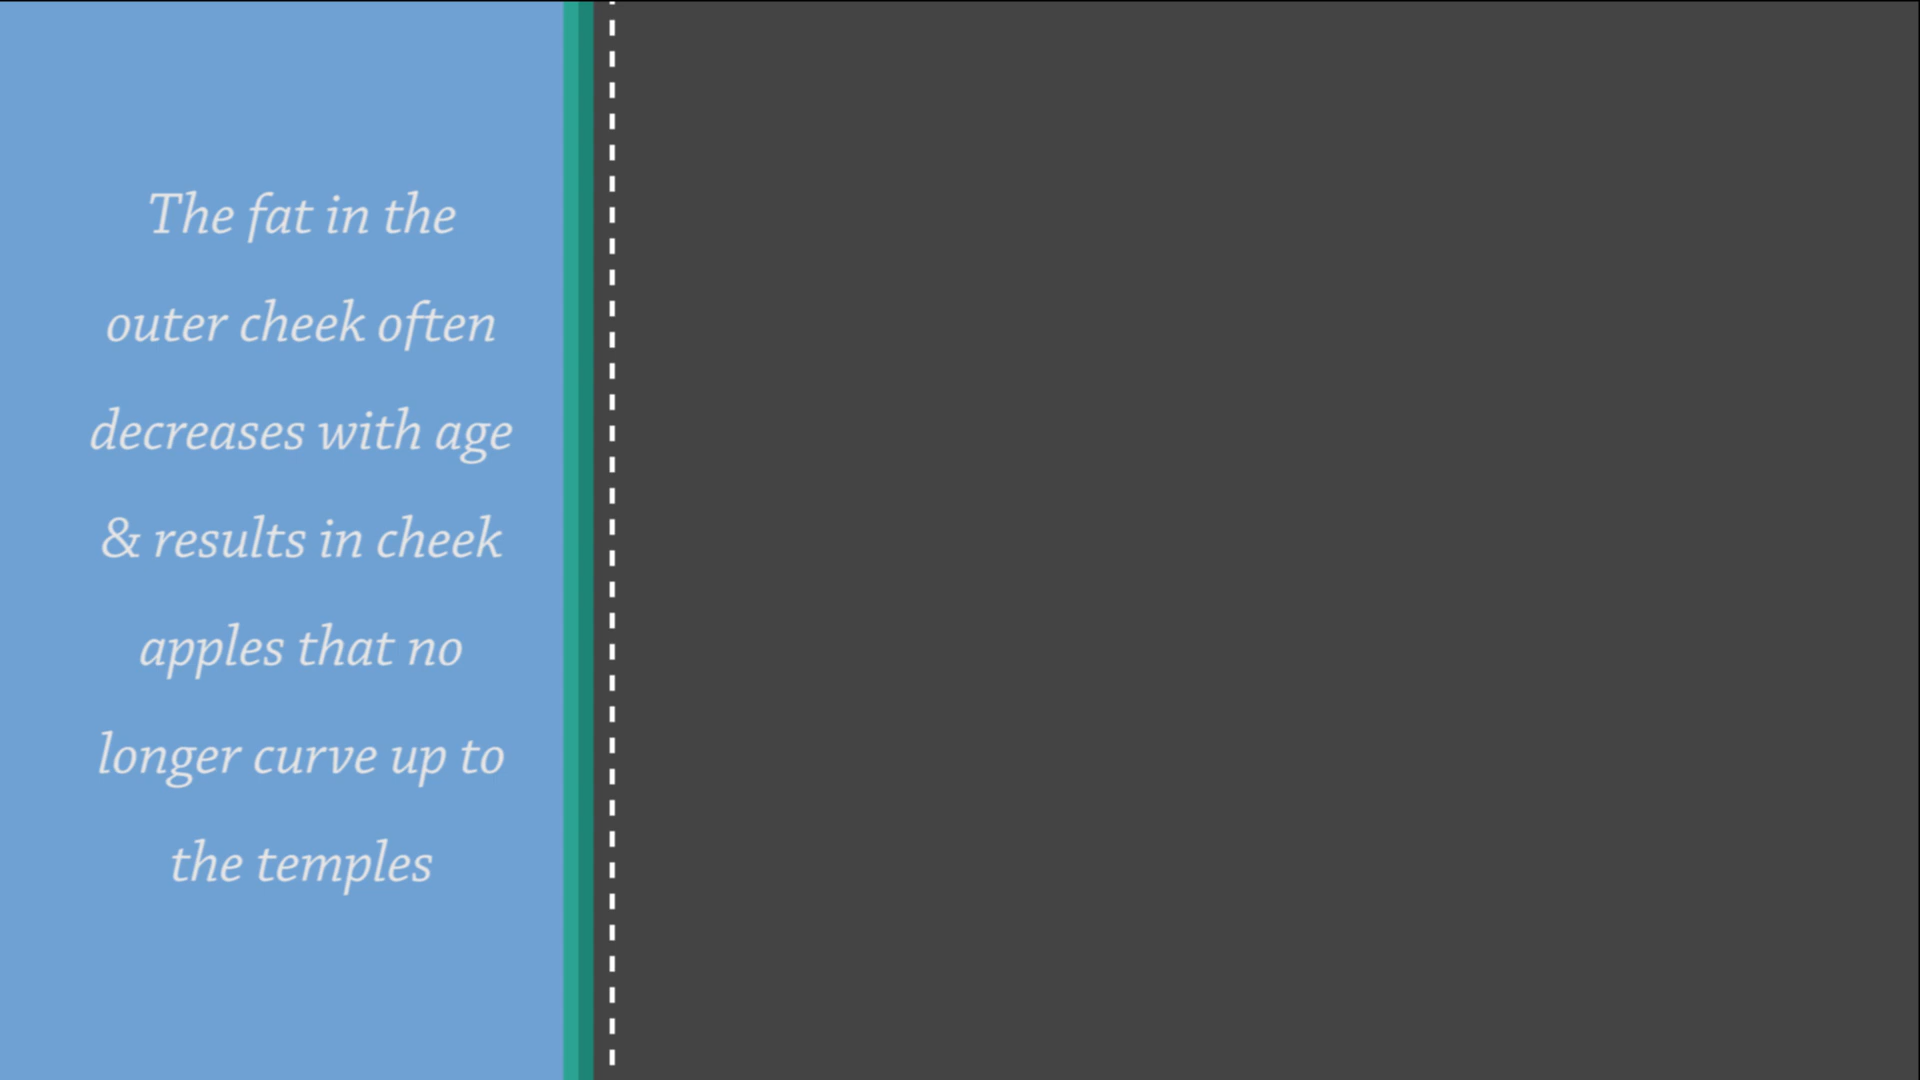 The fat in the
outer cheek often
decreases with age
& results in cheek
apples that no
longer curve up to
the temples